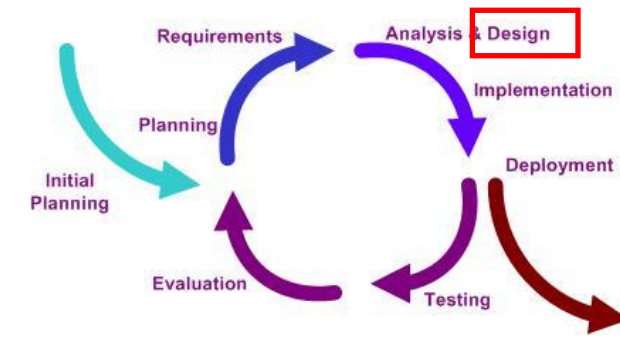 Requirements
Analysis & Design
Implementation
Planning
Deployment
Initial
Planning
Evaluation
Testing